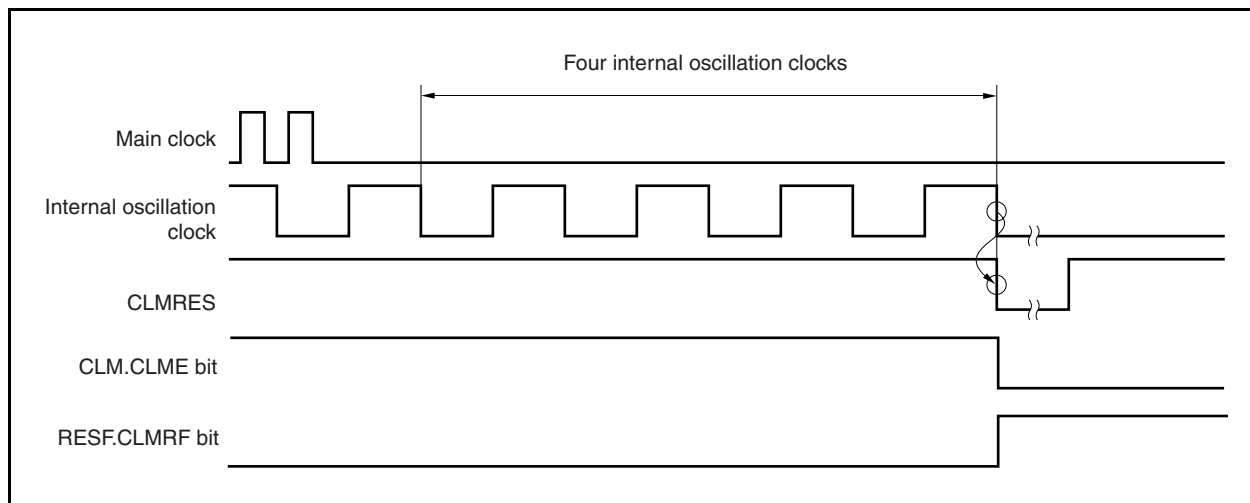 Four internal oscillation clocks
Main clock
Internal oscillation
clock
CLMRES
CLM.CLME bit
RESF.CLMRF bit